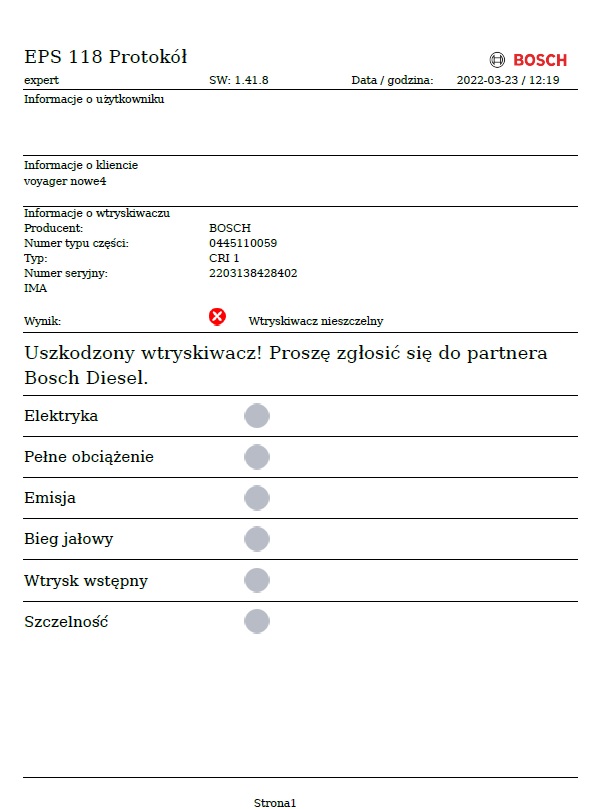 EPS 118 Protokół
BOSCH
expert SW: 1.41.8 Data / godzina: 2022-03-23 / 12:19
Informacje o użytkowniku
Informacje o kliencie
voyager nowe4
Informacje o wtryskiwaczu
Producent: BOSCH
Numer typu części: 0445110059
Typ: CRI 1
Numer seryjny: 2203138428402
IMA
Wynik: Wtryskiwacz nieszczelny
Uszkodzony wtryskiwacz! Proszę zgłosić się do partnera
Bosch Diesel.
Elektryka
Pełne obciążenie
Emisja
Bieg jałowy
Wtrysk wstępny
Szczelność
Strona1